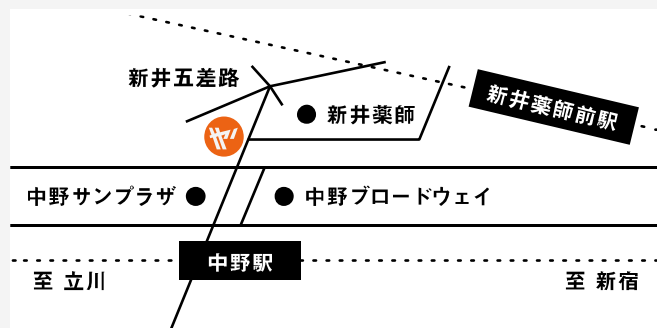 新井五差路
新井薬師
新井薬師前駅
中野サンプラザ
中野ブロードウェイ
中野駅
至 立川
至 新宿